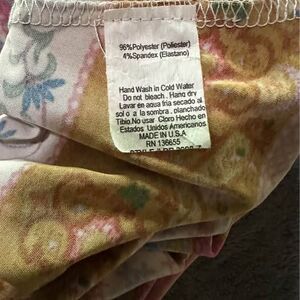 96% Polyester (Poliester)
4% Spandex (Elastano)
Hand Wash in Cold Water
Do not bleach. Hang dry
Lavar en agua fria secado al
sol o a la sombra, planchado
Tibio.No usar Cloro Hecho en
Estados Unidos Americanos
MADE IN U.S.A
RN 136655